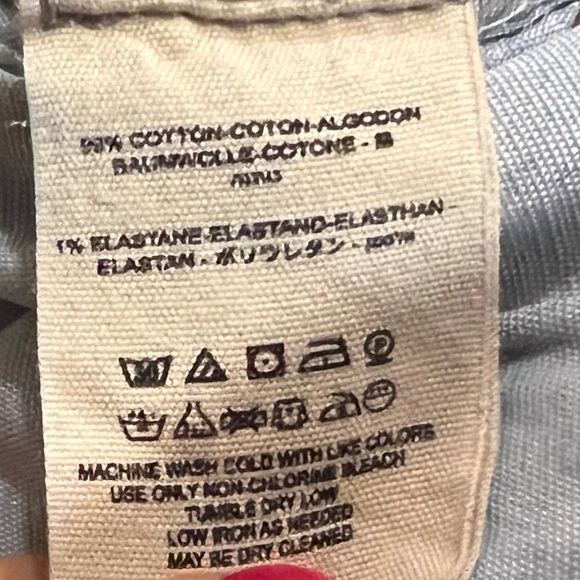 % COTTON-COTON-ALGODON
BAUMWOLLE-COTONE - 綿
1% ELASTANE-ELASTANO-ELASTHAN -
ELASTAN - ポリウレタン -
MACHINE WASH COLD WITH LIKE COLORS
USE ONLY NON-CHLORINE BLEACH
TUMBLE DRY LOW
LOW IRON AS NEEDED
MAY BE DRY CLEANED